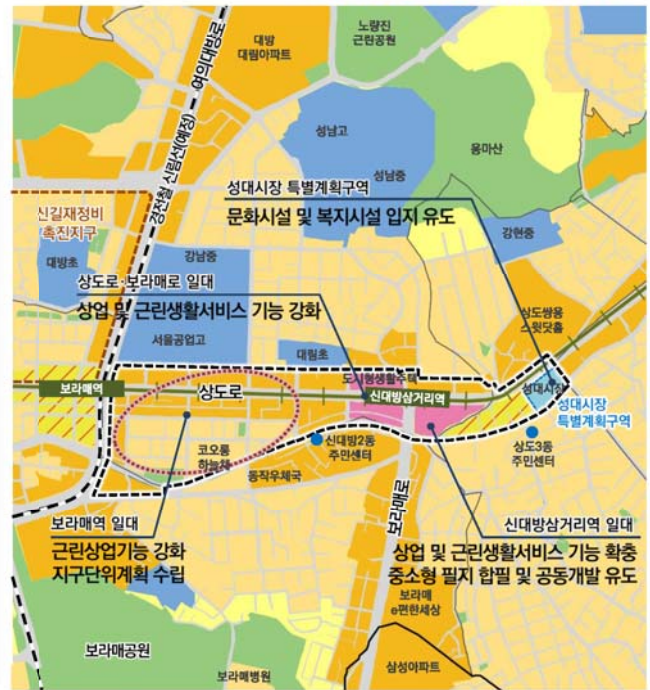 노량진
근린공원
대방
대림아파트
여의대방로
경전철 신림선(예정)
성남고
용마산
성남중
성대시장 특별계획구역
문화시설 및 복지시설 입지 유도
신길재정비
촉진지구
대방초
강남중
강현중
상도로·보라매로 일대
상업 및 근린생활서비스 기능 강화
상도쌍용
스윗닷홈
서울공업고
대림초
도시형생활주택
보라매역
상도로
신대방삼거리역
성대시장
성대시장
특별계획구역
코오롱
하늘채
신대방2동
주민센터
상도3동
주민센터
동작우체국
보라매로
보라매역 일대
근린상업기능 강화
지구단위계획 수립
신대방삼거리역 일대
상업 및 근린생활서비스 기능 확충
중소형 필지 합필 및 공동개발 유도
보라매
e편한세상
보라매공원
보라매병원
삼성아파트